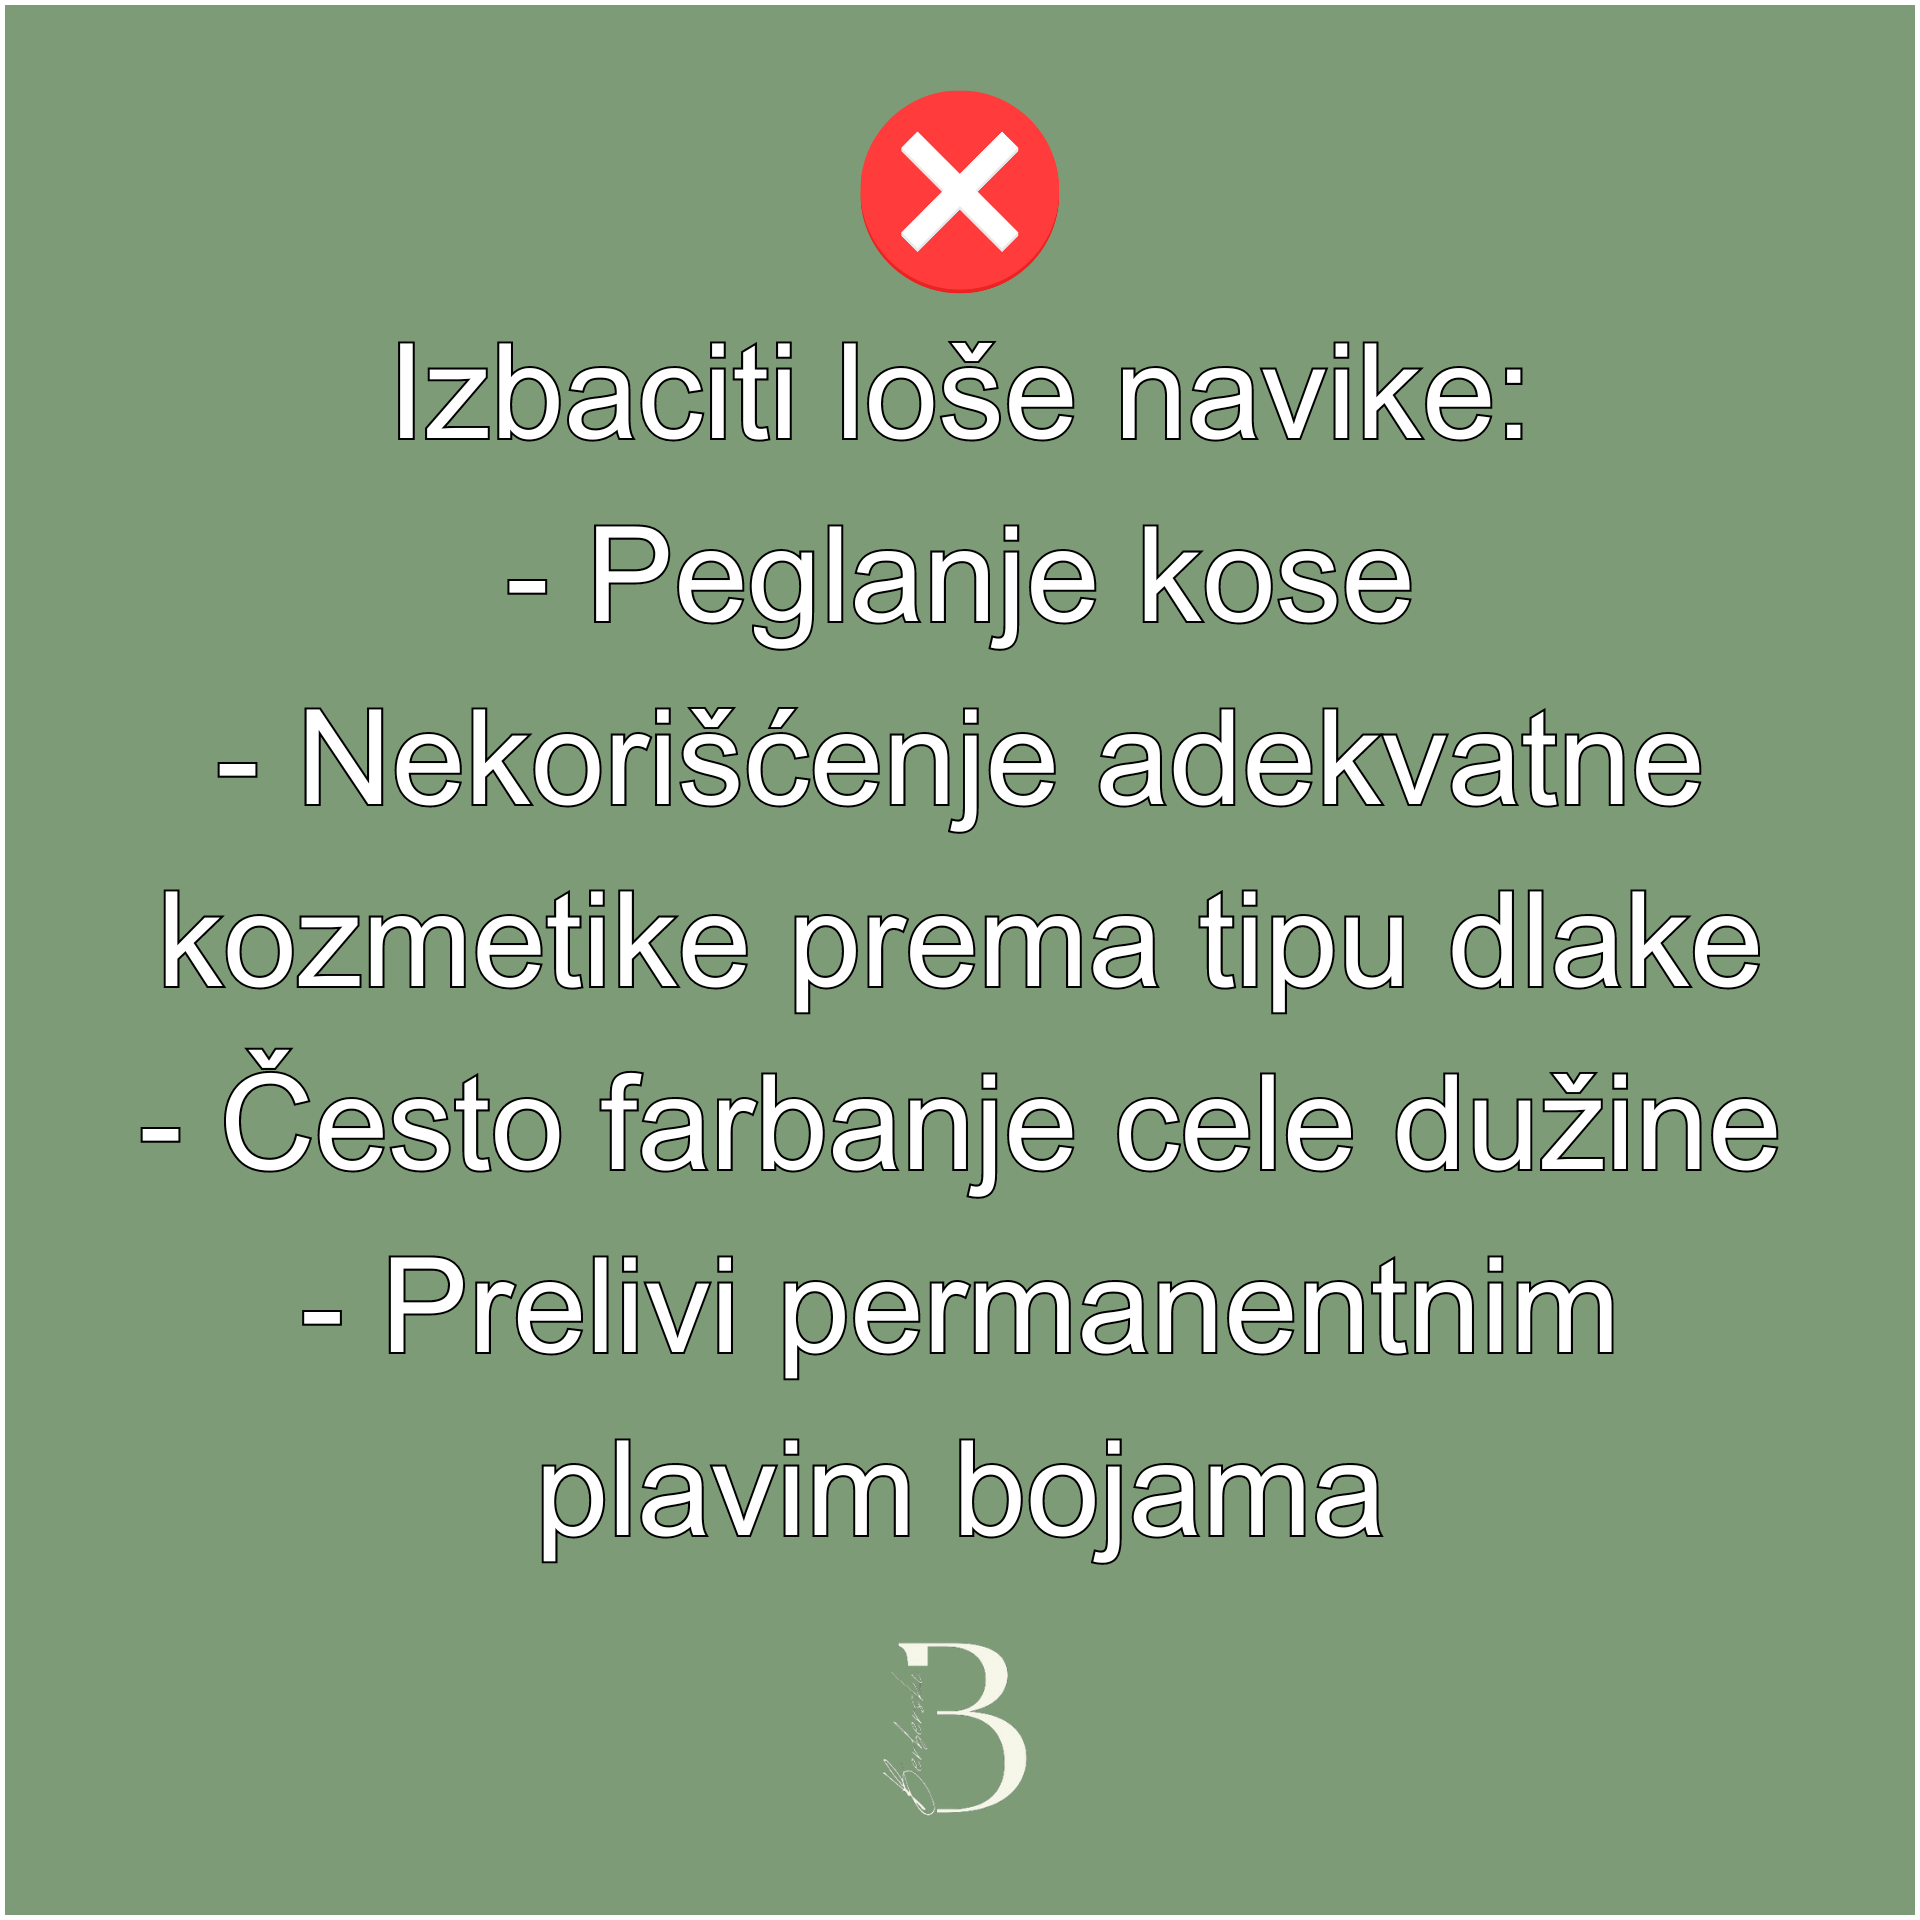 Izbaciti loše navike:
- Peglanje kose
- Nekorišćenje adekvatne
kozmetike prema tipu dlake
- Često farbanje cele dužine
- Prelivi permanentnim
plavim bojama
B